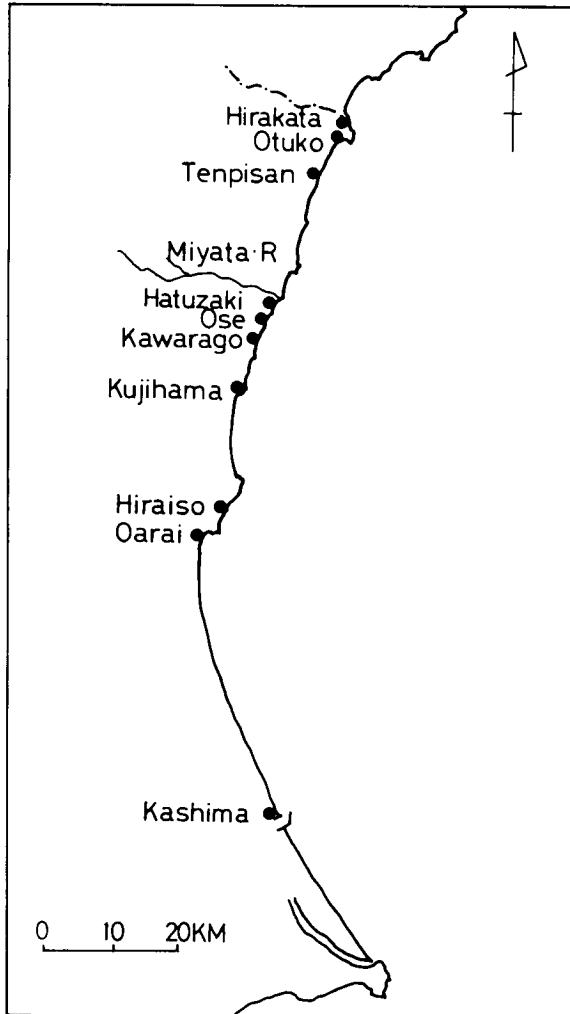 Hirakata
Otuko
Tenpisan
Miyata·R
Hatuzaki
Ose
Kawarago
Kujihama
Hiraiso
Oarai
Kashima
0 10 20KM